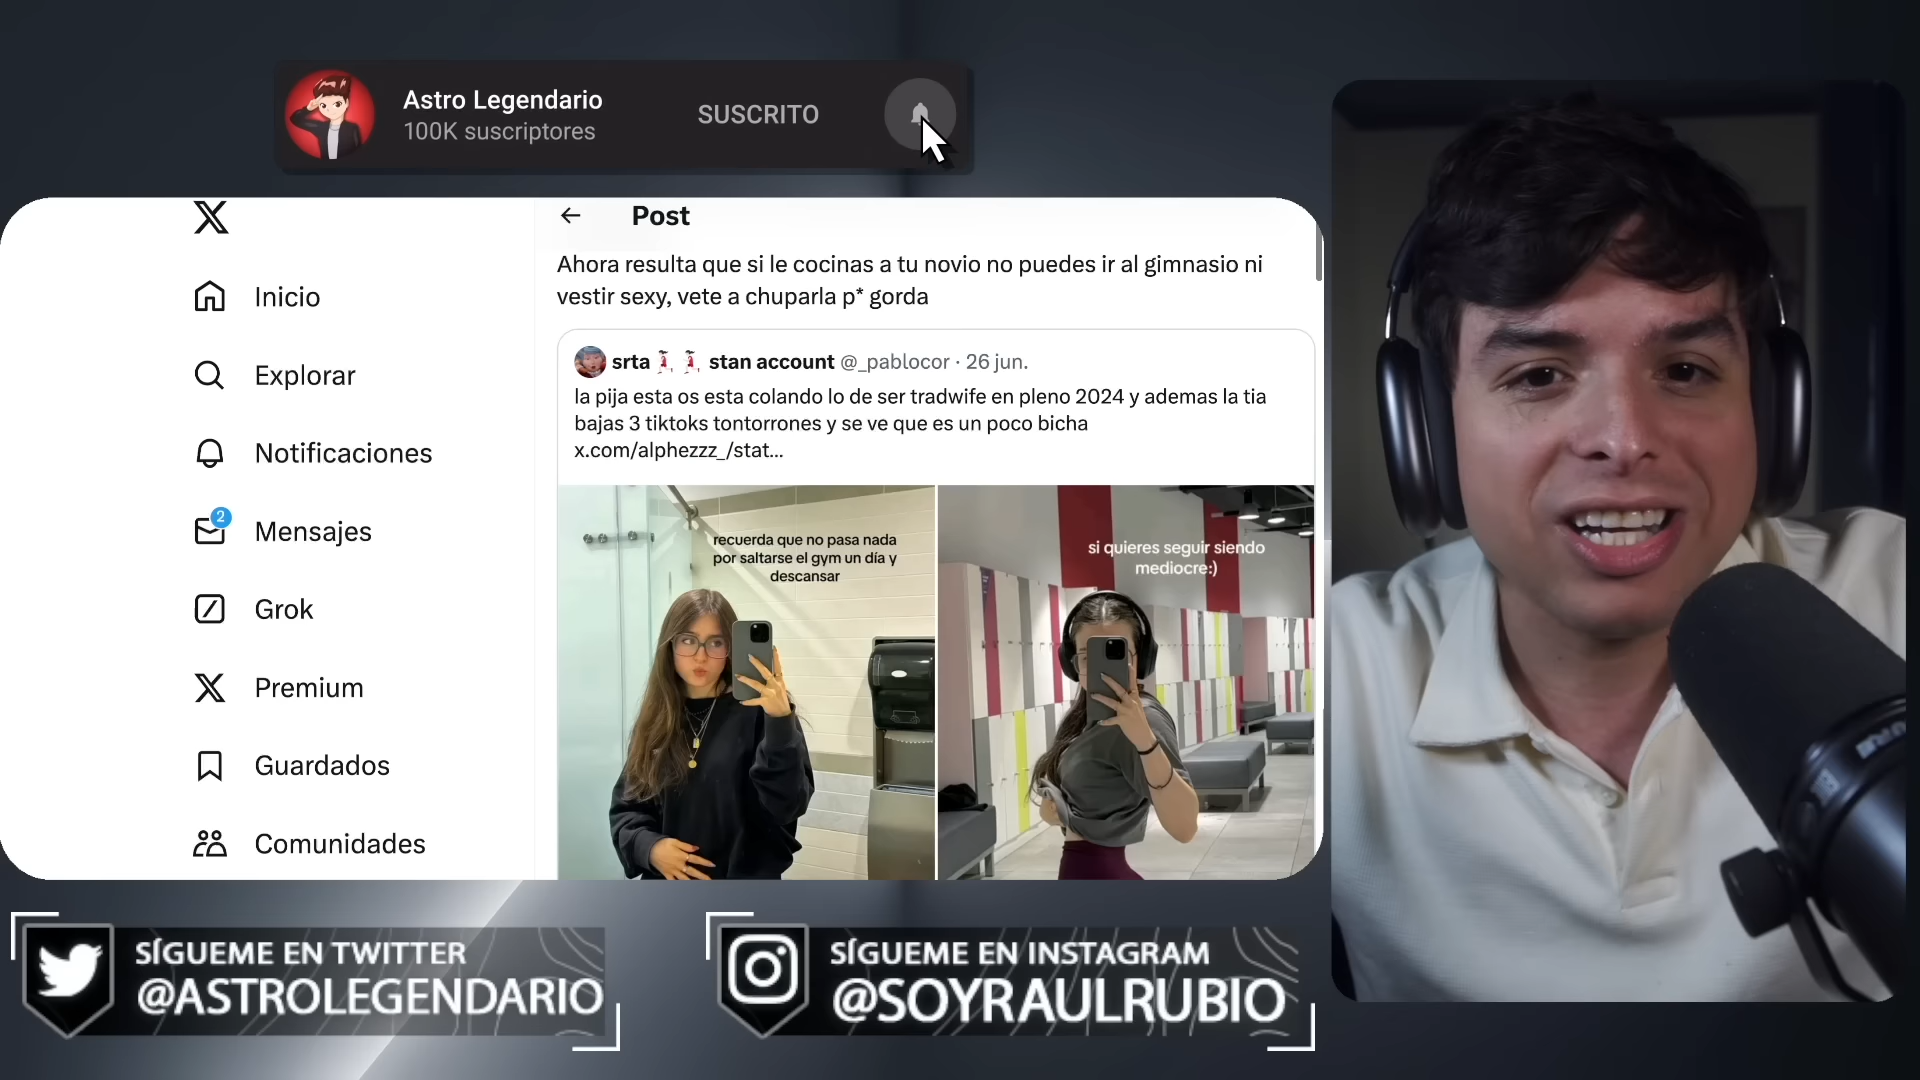 Astro Legendario
100K suscriptores
SUSCRITO
Post
Ahora resulta que si le cocinas a tu novio no puedes ir al gimnasio ni
vestir sexy, vete a chuparla p* gorda
srta stan account @_pablocor · 26 jun.
la pija esta os esta colando lo de ser tradwife en pleno 2024 y ademas la tia
bajas 3 tiktoks tontorrones y se ve que es un poco bicha
x.com/alphezzz_/stat...
recuerda que no pasa nada
por saltarse el gym un día y
descansar
si quieres seguir siendo
mediocre:)
Inicio
Explorar
Notificaciones
2
Mensajes
Grok
Premium
Guardados
Comunidades
SÍGUEME EN TWITTER
@ASTROLEGENDARIO
SÍGUEME EN INSTAGRAM
@SOYRAULRUBIO